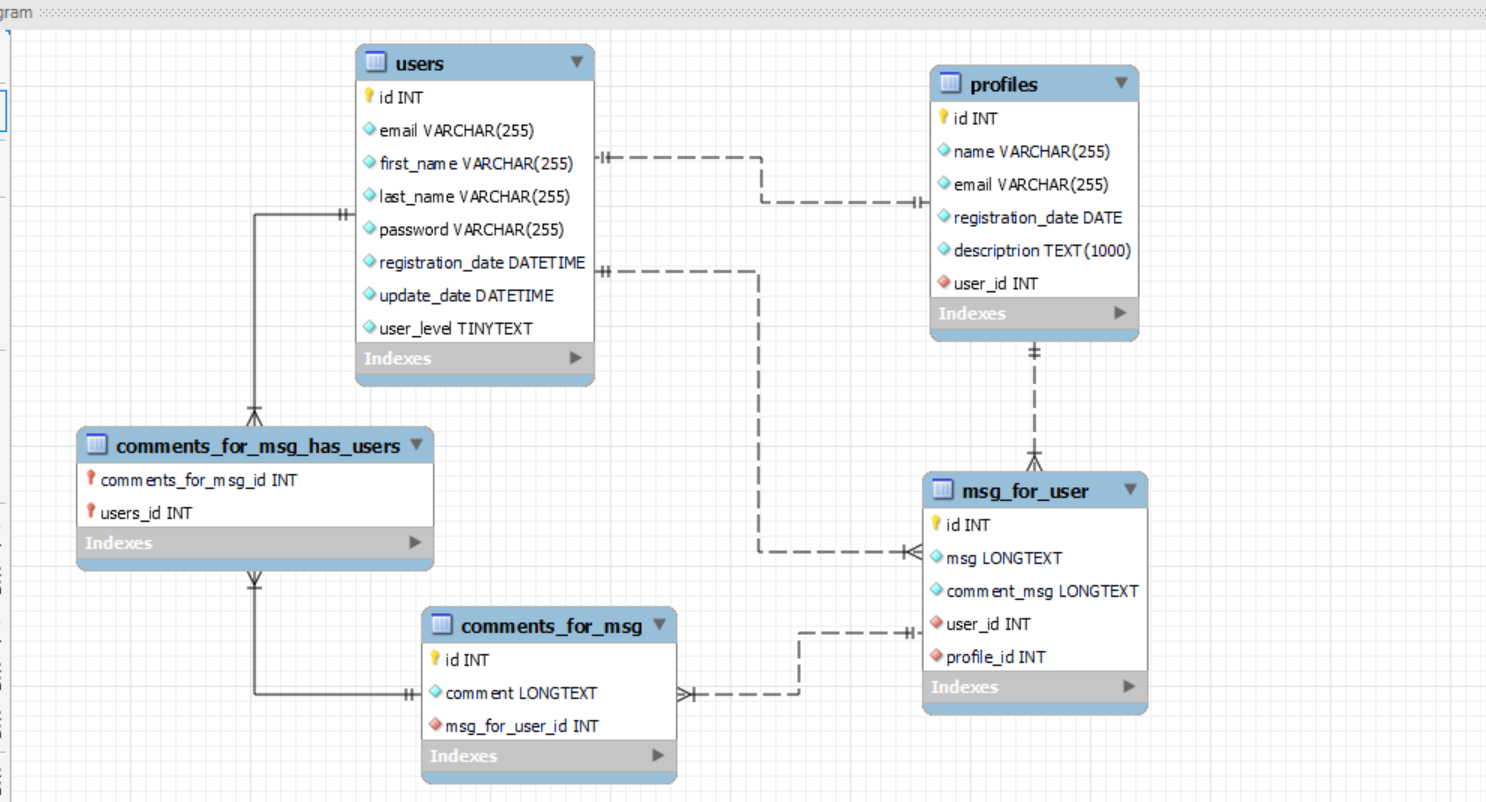 gram
users
id INT
email VARCHAR(255)
first_name VARCHAR(255)
last_name VARCHAR(255)
password VARCHAR(255)
registration_date DATETIME
update_date DATETIME
user_level TINYTEXT
Indexes
profiles
id INT
name VARCHAR(255)
email VARCHAR(255)
registration_date DATE
descriptrion TEXT(1000)
user_id INT
Indexes
comments_for_msg_has_users
comments_for_msg_id INT
users_id INT
Indexes
msg_for_user
id INT
msg LONGTEXT
comment_msg LONGTEXT
user_id INT
profile_id INT
Indexes
comments_for_msg
id INT
comment LONGTEXT
msg_for_user_id INT
Indexes